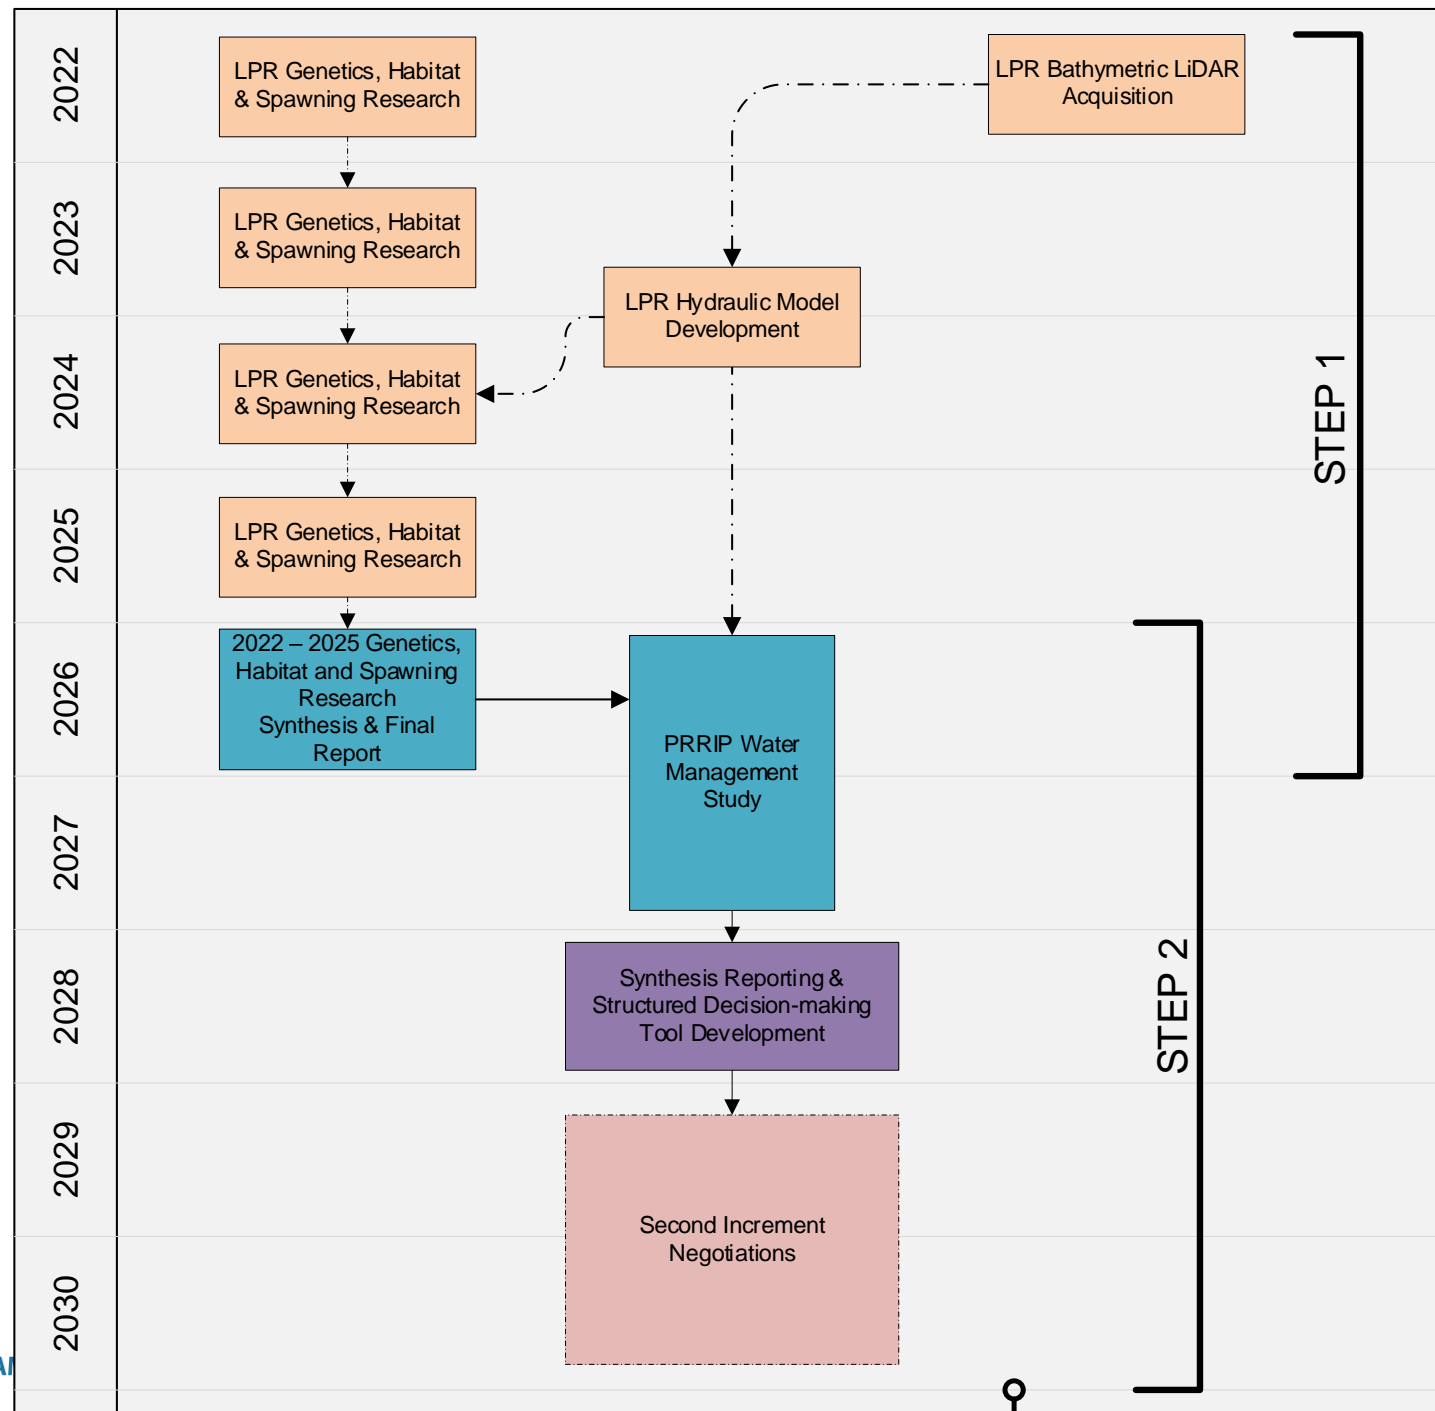 2022
LPR Genetics, Habitat
& Spawning Research
LPR Bathymetric LiDAR
Acquisition
2023
LPR Genetics, Habitat
& Spawning Research
LPR Hydraulic Model
Development
2024
LPR Genetics, Habitat
& Spawning Research
STEP 1
2025
LPR Genetics, Habitat
& Spawning Research
2026
2022 – 2025 Genetics,
Habitat and Spawning
Research
Synthesis & Final
Report
PRRIP Water
Management
Study
2027
2028
Synthesis Reporting &
Structured Decision-making
Tool Development
STEP 2
2029
Second Increment
Negotiations
2030